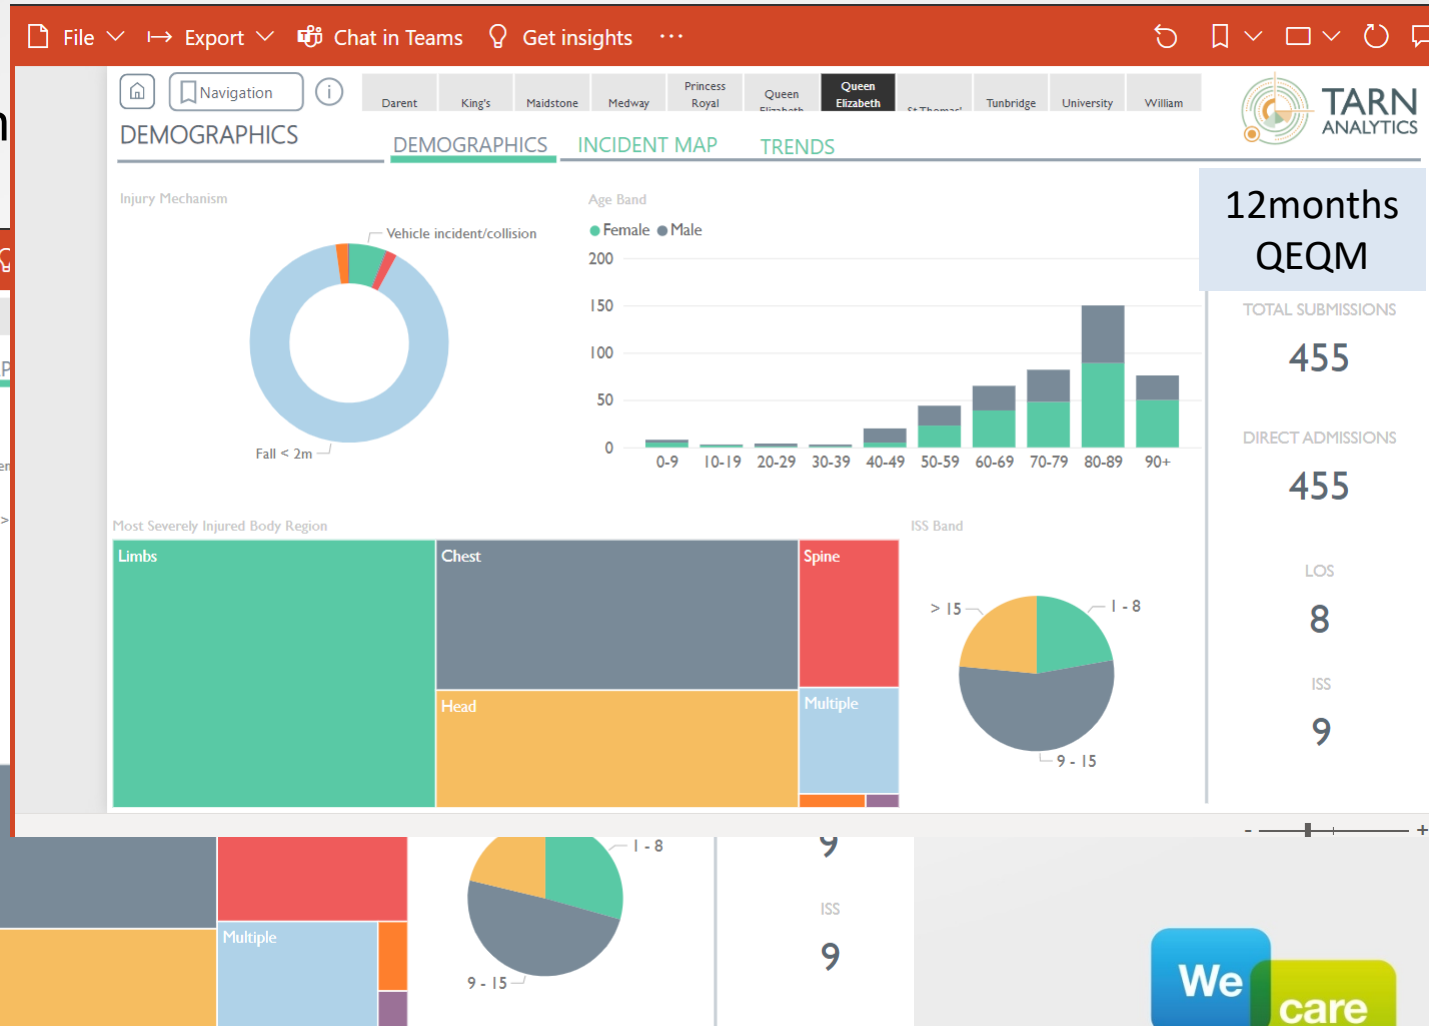 File
Export
Chat in Teams
Get insights
Navigation
Darent
King's
Maidstone
Medway
Princess
Royal
Queen
Elizabeth
Queen
Elizabeth
St Thomas'
Tunbridge
University
William
TARN
ANALYTICS
DEMOGRAPHICS
DEMOGRAPHICS
INCIDENT MAP
TRENDS
Injury Mechanism
Vehicle incident/collision
Fall < 2m
Age Band
Female
Male
200
150
100
50
0
0-9
10-19
20-29
30-39
40-49
50-59
60-69
70-79
80-89
90+
12months
QEQM
TOTAL SUBMISSIONS
455
DIRECT ADMISSIONS
455
LOS
8
ISS
9
Most Severely Injured Body Region
Limbs
Chest
Spine
Head
Multiple
ISS Band
> 15
1 - 8
9 - 15
Multiple
1 - 8
9 - 15
9
ISS
9
We
care